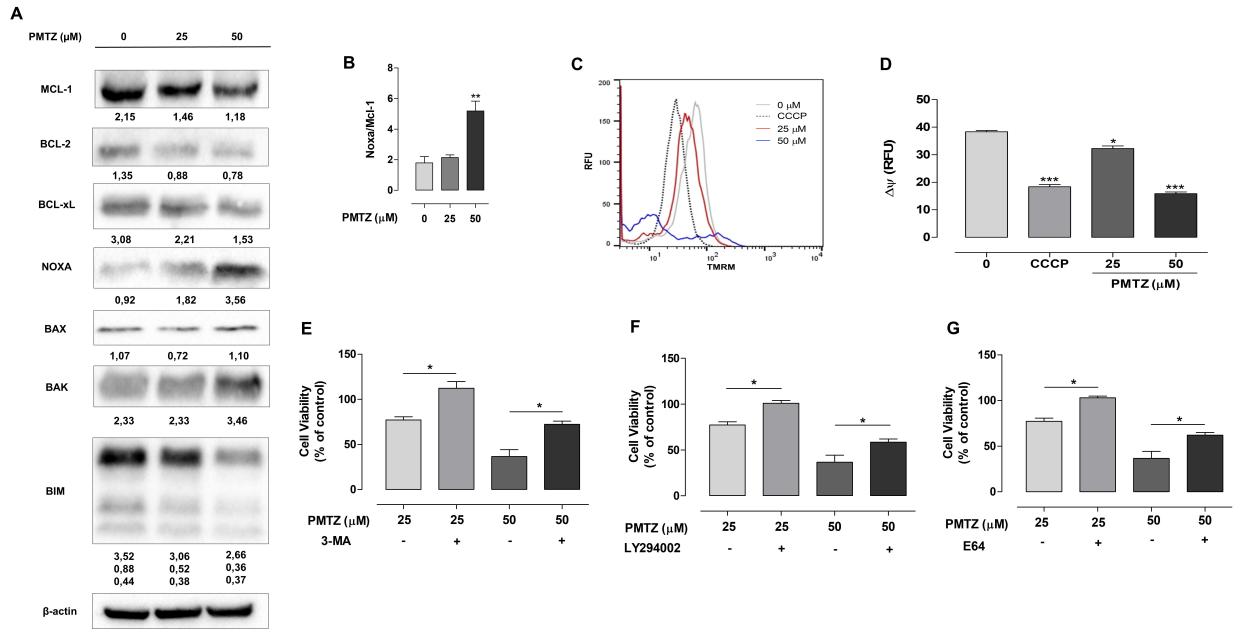 A
PMTZ (µM) 0 25 50
MCL-1
2,15 1,46 1,18
BCL-2
1,35 0,88 0,78
BCL-xL
3,08 2,21 1,53
NOXA
0,92 1,82 3,56
BAX
1,07 0,72 1,10
BAK
2,33 2,33 3,46
BIM
3,52 3,06 2,66
0,88 0,52 0,36
0,44 0,38 0,37
β-actin
B
Noxa/Mcl-1
8
6
4
2
0
**
PMTZ (µM) 0 25 50
C
RFU
200
150
100
50
0
10¹ 10² 10³ 10⁴
TMRM
0 µM
CCCP
25 µM
50 µM
D
Δψ (RFU)
50
40
30
20
10
0
*** * ***
0 CCCP 25 50
PMTZ (µM)
E
Cell Viability
(% of control)
150
100
50
0
* *
PMTZ (µM) 25 25 50 50
3-MA - + - +
F
Cell Viability
(% of control)
150
100
50
0
* *
PMTZ (µM) 25 25 50 50
LY294002 - + - +
G
Cell Viability
(% of control)
150
100
50
0
* *
PMTZ (µM) 25 25 50 50
E64 - + - +